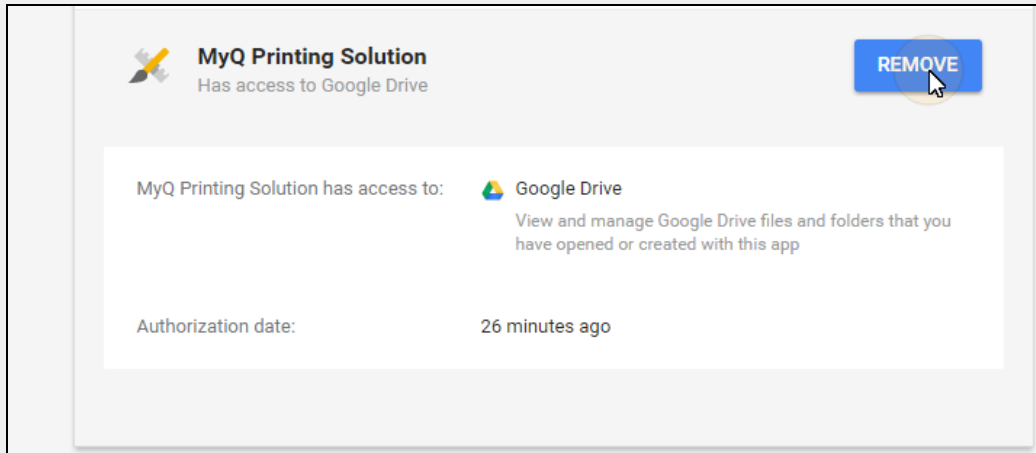 MyQ Printing Solution
Has access to Google Drive
REMOVE
MyQ Printing Solution has access to:
Google Drive
View and manage Google Drive files and folders that you
have opened or created with this app
Authorization date:
26 minutes ago